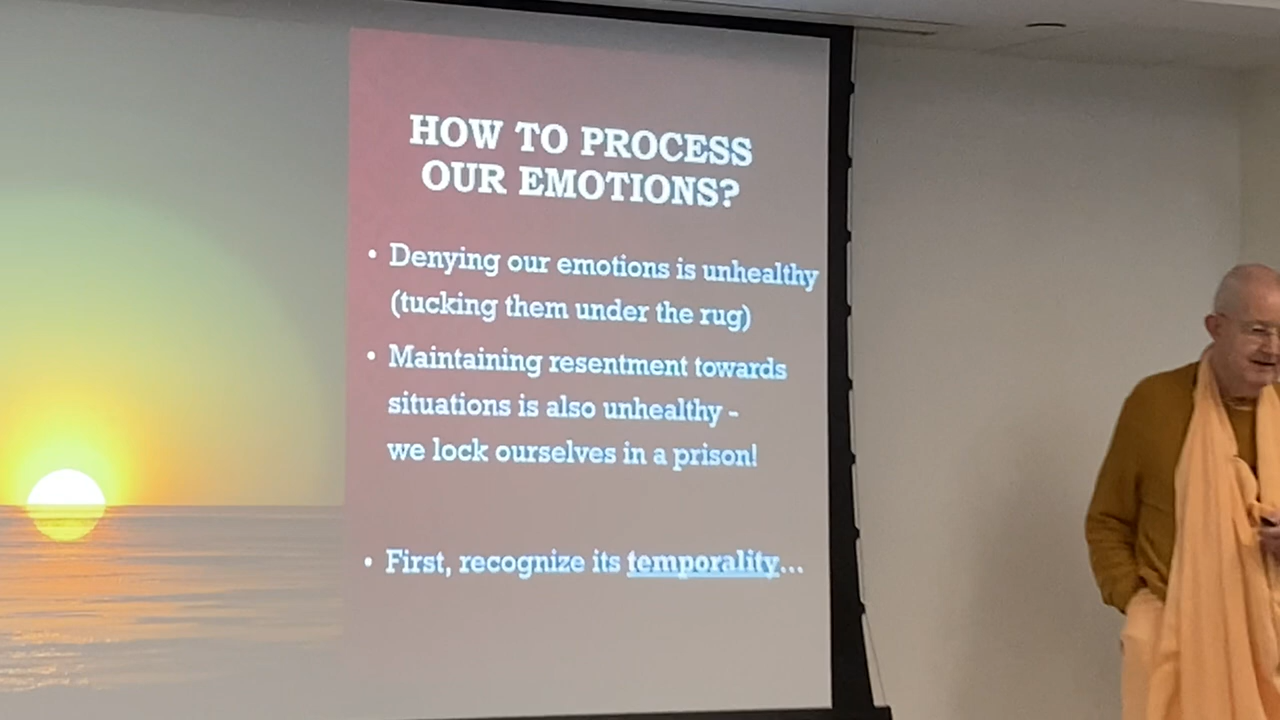 HOW TO PROCESS
OUR EMOTIONS?
• Denying our emotions is unhealthy
(tucking them under the rug)
• Maintaining resentment towards
situations is also unhealthy -
we lock ourselves in a prison!
• First, recognize its temporality...